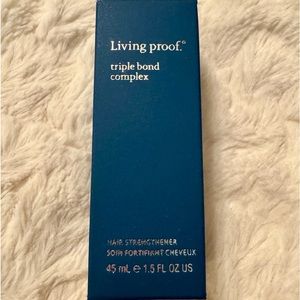 Living proof.®
triple bond
complex
HAIR STRENGTHENER
SOIN FORTIFIANT CHEVEUX
45 mL ℮ 1.5 FL OZ US